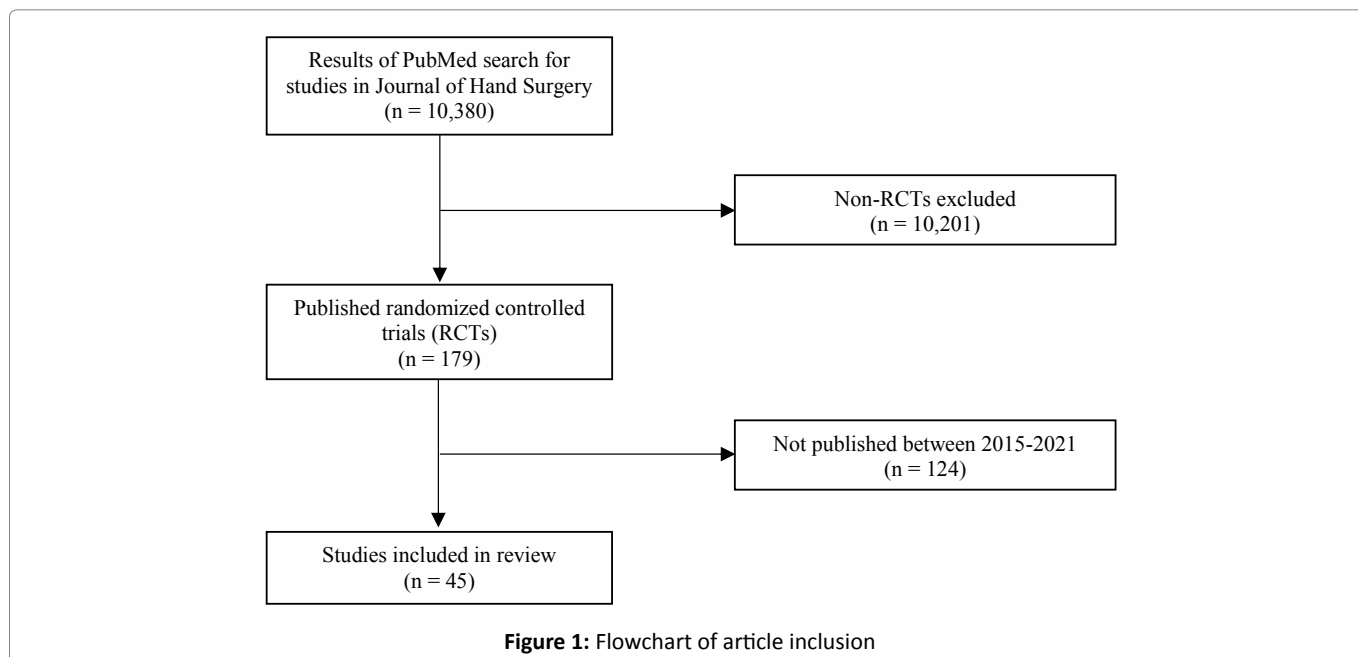 Results of PubMed search for
studies in Journal of Hand Surgery
(n = 10,380)
Non-RCTs excluded
(n = 10,201)
Published randomized controlled
trials (RCTs)
(n = 179)
Not published between 2015-2021
(n = 124)
Studies included in review
(n = 45)
Figure 1: Flowchart of article inclusion